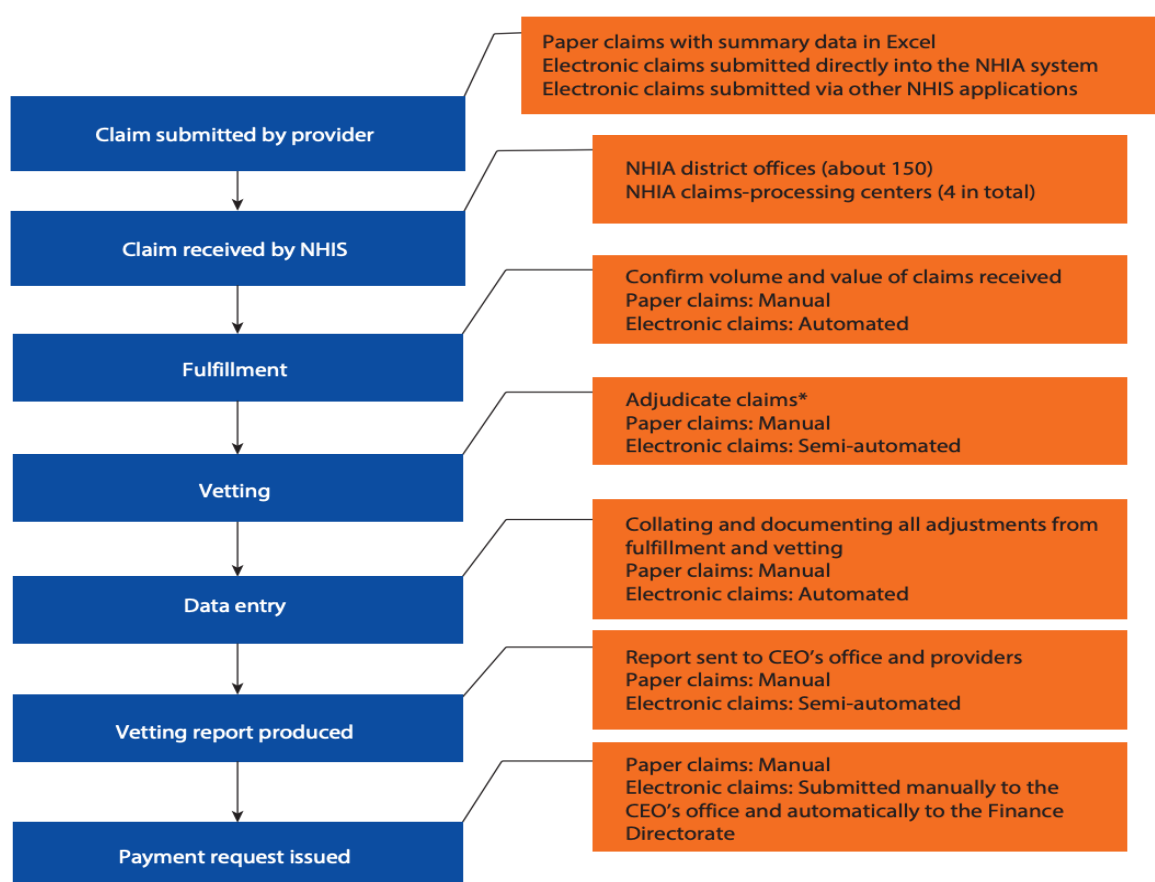 Paper claims with summary data in Excel
Electronic claims submitted directly into the NHIA system
Electronic claims submitted via other NHIS applications
Claim submitted by provider
NHIA district offices (about 150)
NHIA claims-processing centers (4 in total)
Claim received by NHIS
Confirm volume and value of claims received
Paper claims: Manual
Electronic claims: Automated
Fulfillment
Adjudicate claims*
Paper claims: Manual
Electronic claims: Semi-automated
Vetting
Collating and documenting all adjustments from
fulfillment and vetting
Paper claims: Manual
Electronic claims: Automated
Data entry
Report sent to CEO’s office and providers
Paper claims: Manual
Electronic claims: Semi-automated
Vetting report produced
Paper claims: Manual
Electronic claims: Submitted manually to the
CEO’s office and automatically to the Finance
Directorate
Payment request issued